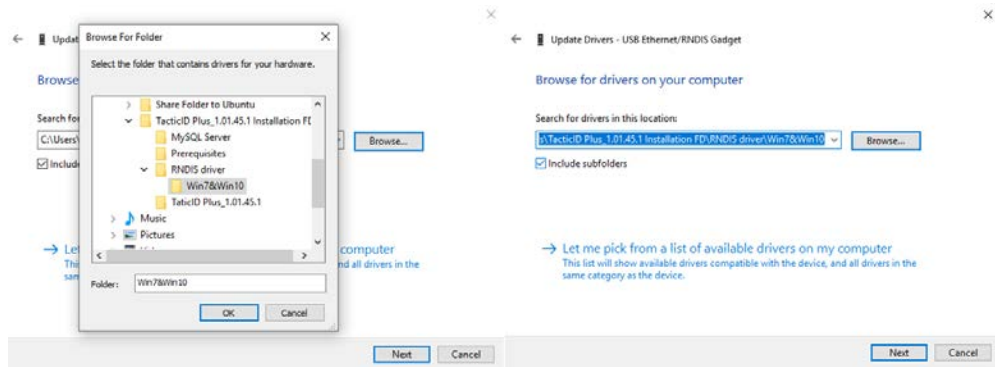 Updat
Browse For Folder
Select the folder that contains drivers for your hardware.
Browse
Search for
C:\Users\
Browse...
Include
Share Folder to Ubuntu
TacticID Plus_1.01.45.1 Installation FD
MySQL Server
Prerequisites
RNDIS driver
Win7&Win10
TaticID Plus_1.01.45.1
Music
Pictures
Folder:
Win7&Win10
OK
Cancel
Let
computer
This
nd all drivers in the
sam
Next
Cancel
Update Drivers - USB Ethernet/RNDIS Gadget
Browse for drivers on your computer
Search for drivers in this location:
s\TacticID Plus_1.01.45.1 Installation FD\RNDIS driver\Win7&Win10
Browse...
Include subfolders
Let me pick from a list of available drivers on my computer
This list will show available drivers compatible with the device, and all drivers in the
same category as the device.
Next
Cancel